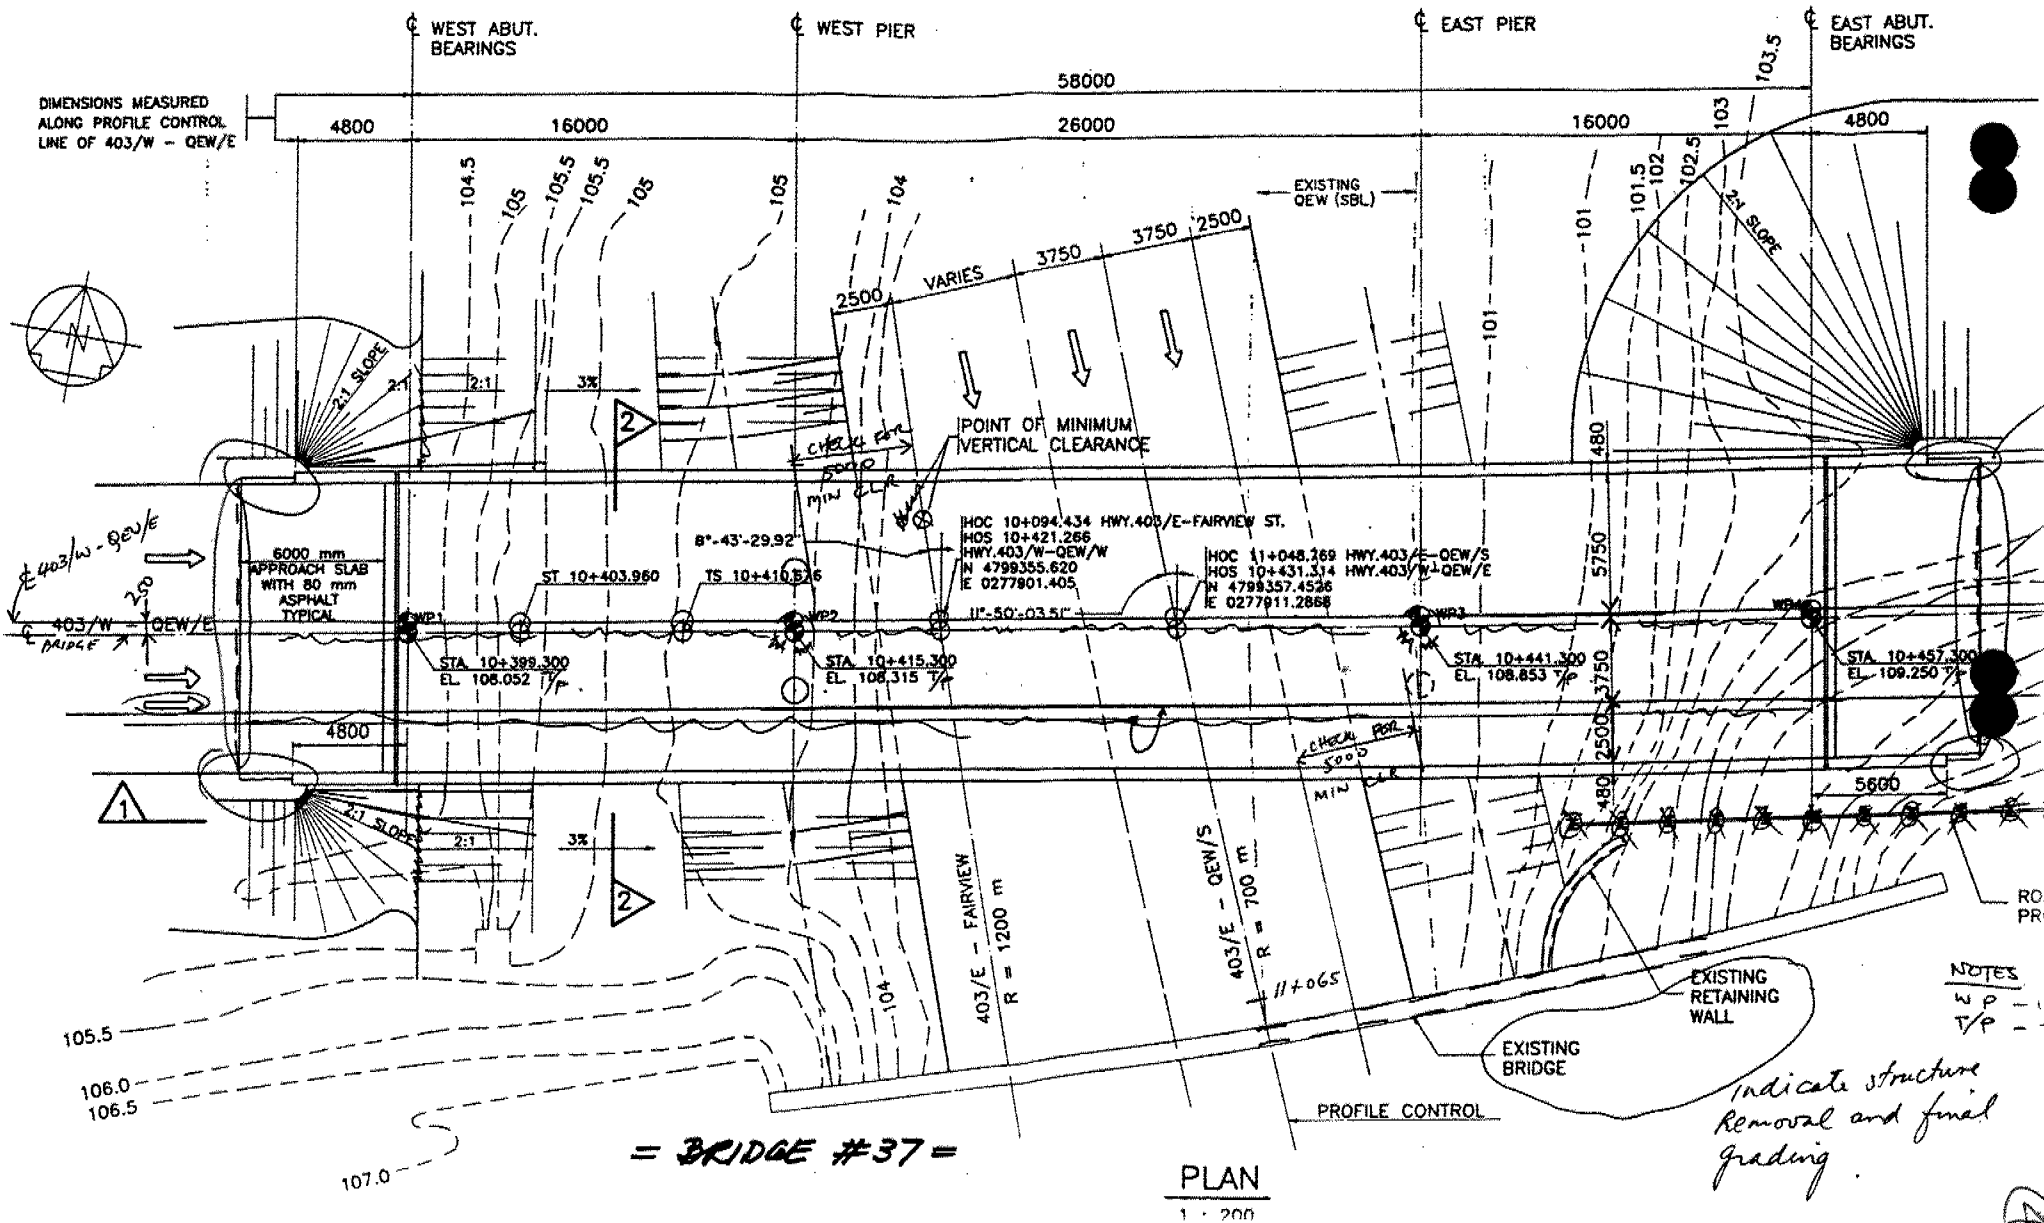 ℄ WEST ABUT.
BEARINGS
℄ WEST PIER
℄ EAST PIER
℄ EAST ABUT.
BEARINGS
DIMENSIONS MEASURED
ALONG PROFILE CONTROL
LINE OF 403/W - QEW/E
58000
4800
16000
26000
16000
4800
104.5
105
105.5
105.5
105
105
104
101
101
101.5
102
102.5
103
103.5
EXISTING
QEW (SBL)
2500
VARIES
3750
3750
2500
2:1 SLOPE
N
2:1 SLOPE
2:1
2:1
3%
2
CHECK FOR
5000
MIN CLR
POINT OF MINIMUM
VERTICAL CLEARANCE
480
5750
3750
2500
480
8°-43'-29.92"
HOC 10+094.434 HWY.403/E-FAIRVIEW ST.
HOS 10+421.266
HWY.403/W-QEW/W
N 4799355.620
E 0277901.405
HOC 11+048.769 HWY.403/E-QEW/S
HOS 10+431.314 HWY.403/W-QEW/E
N 4799357.4526
E 0277911.2868
11°-50'-03.51"
℄ 403/W - QEW/E
250
6000 mm
APPROACH SLAB
WITH 80 mm
ASPHALT
TYPICAL
ST 10+403.960
TS 10+410.
℄ 403/W - QEW/E
BRIDGE
WP1
WP2
WP3
WP4
STA. 10+399.300
EL. 108.052 T/P
STA. 10+415.300
EL. 108.315 T/P
STA. 10+441.300
EL. 108.853 T/P
STA. 10+457.300
EL. 109.250 T/P
4800
CHECK FOR
5000
MIN CLR
5600
1
2:1 SLOPE
2:1
3%
2
403/E - FAIRVIEW
R = 1200 m
403/E - QEW/S
R = 700 m
104
11+065
EXISTING
RETAINING
WALL
EXISTING
BRIDGE
NOTES
W P -
T/P -
105.5
106.0
106.5
107.0
PROFILE CONTROL
Indicate structure
Removal and final
grading.
= BRIDGE #37 =
PLAN
1 : 200